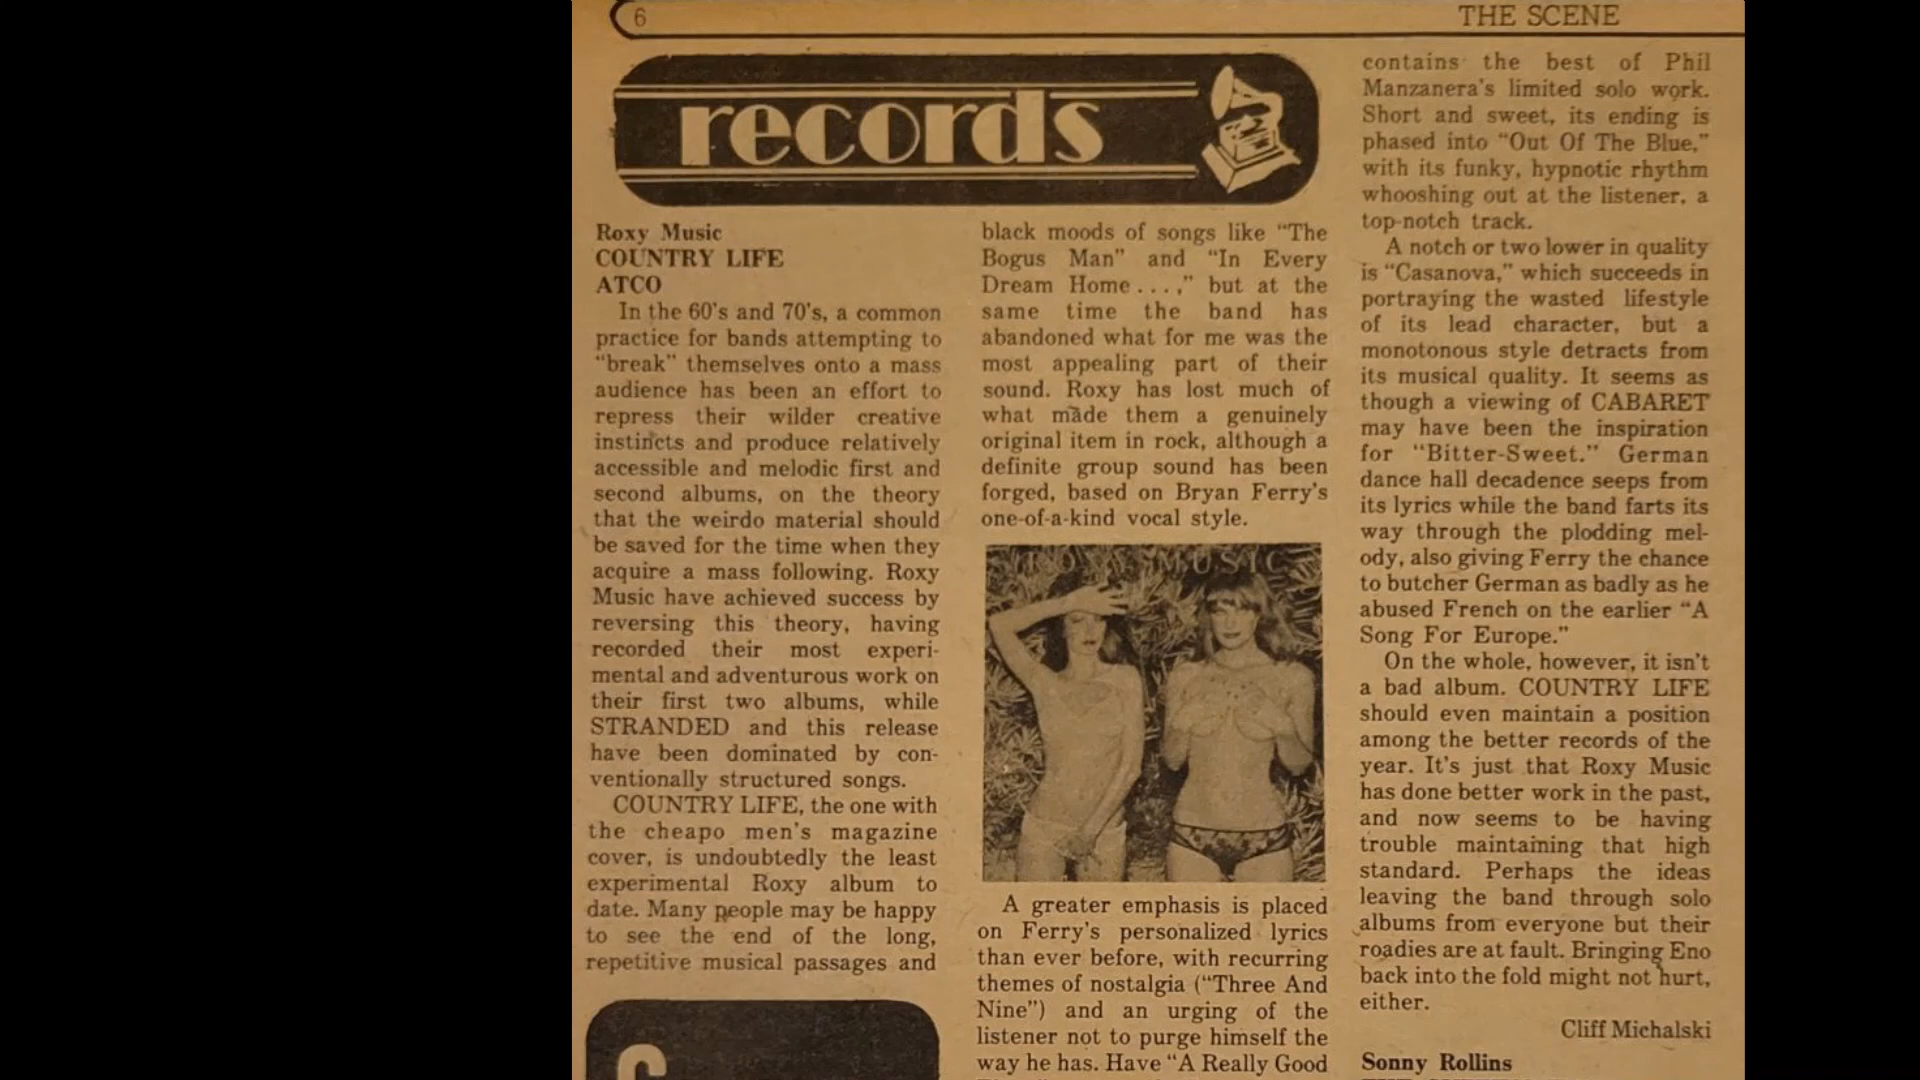 6
THE SCENE
records
Roxy Music
COUNTRY LIFE
ATCO
In the 60's and 70's, a common
practice for bands attempting to
"break" themselves onto a mass
audience has been an effort to
repress their wilder creative
instincts and produce relatively
accessible and melodic first and
second albums, on the theory
that the weirdo material should
be saved for the time when they
acquire a mass following. Roxy
Music have achieved success by
reversing this theory, having
recorded their most experi-
mental and adventurous work on
their first two albums, while
STRANDED and this release
have been dominated by con-
ventionally structured songs.
COUNTRY LIFE, the one with
the cheapo men's magazine
cover, is undoubtedly the least
experimental Roxy album to
date. Many people may be happy
to see the end of the long,
repetitive musical passages and
black moods of songs like "The
Bogus Man" and "In Every
Dream Home . . . ," but at the
same time the band has
abandoned what for me was the
most appealing part of their
sound. Roxy has lost much of
what made them a genuinely
original item in rock, although a
definite group sound has been
forged, based on Bryan Ferry's
one-of-a-kind vocal style.
ROXY MUSIC
A greater emphasis is placed
on Ferry's personalized lyrics
than ever before, with recurring
themes of nostalgia ("Three And
Nine") and an urging of the
listener not to purge himself the
way he has. Have "A Really Good
contains the best of Phil
Manzanera's limited solo work.
Short and sweet, its ending is
phased into "Out Of The Blue,"
with its funky, hypnotic rhythm
whooshing out at the listener, a
top-notch track.
A notch or two lower in quality
is "Casanova," which succeeds in
portraying the wasted lifestyle
of its lead character, but a
monotonous style detracts from
its musical quality. It seems as
though a viewing of CABARET
may have been the inspiration
for "Bitter-Sweet." German
dance hall decadence seeps from
its lyrics while the band farts its
way through the plodding mel-
ody, also giving Ferry the chance
to butcher German as badly as he
abused French on the earlier "A
Song For Europe."
On the whole, however, it isn't
a bad album. COUNTRY LIFE
should even maintain a position
among the better records of the
year. It's just that Roxy Music
has done better work in the past,
and now seems to be having
trouble maintaining that high
standard. Perhaps the ideas
leaving the band through solo
albums from everyone but their
roadies are at fault. Bringing Eno
back into the fold might not hurt,
either.
Cliff Michalski
Sonny Rollins